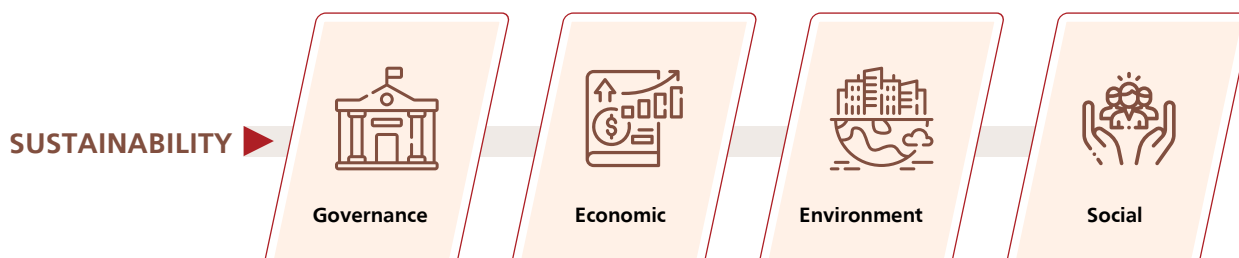 SUSTAINABILITY
Governance
Economic
Environment
Social